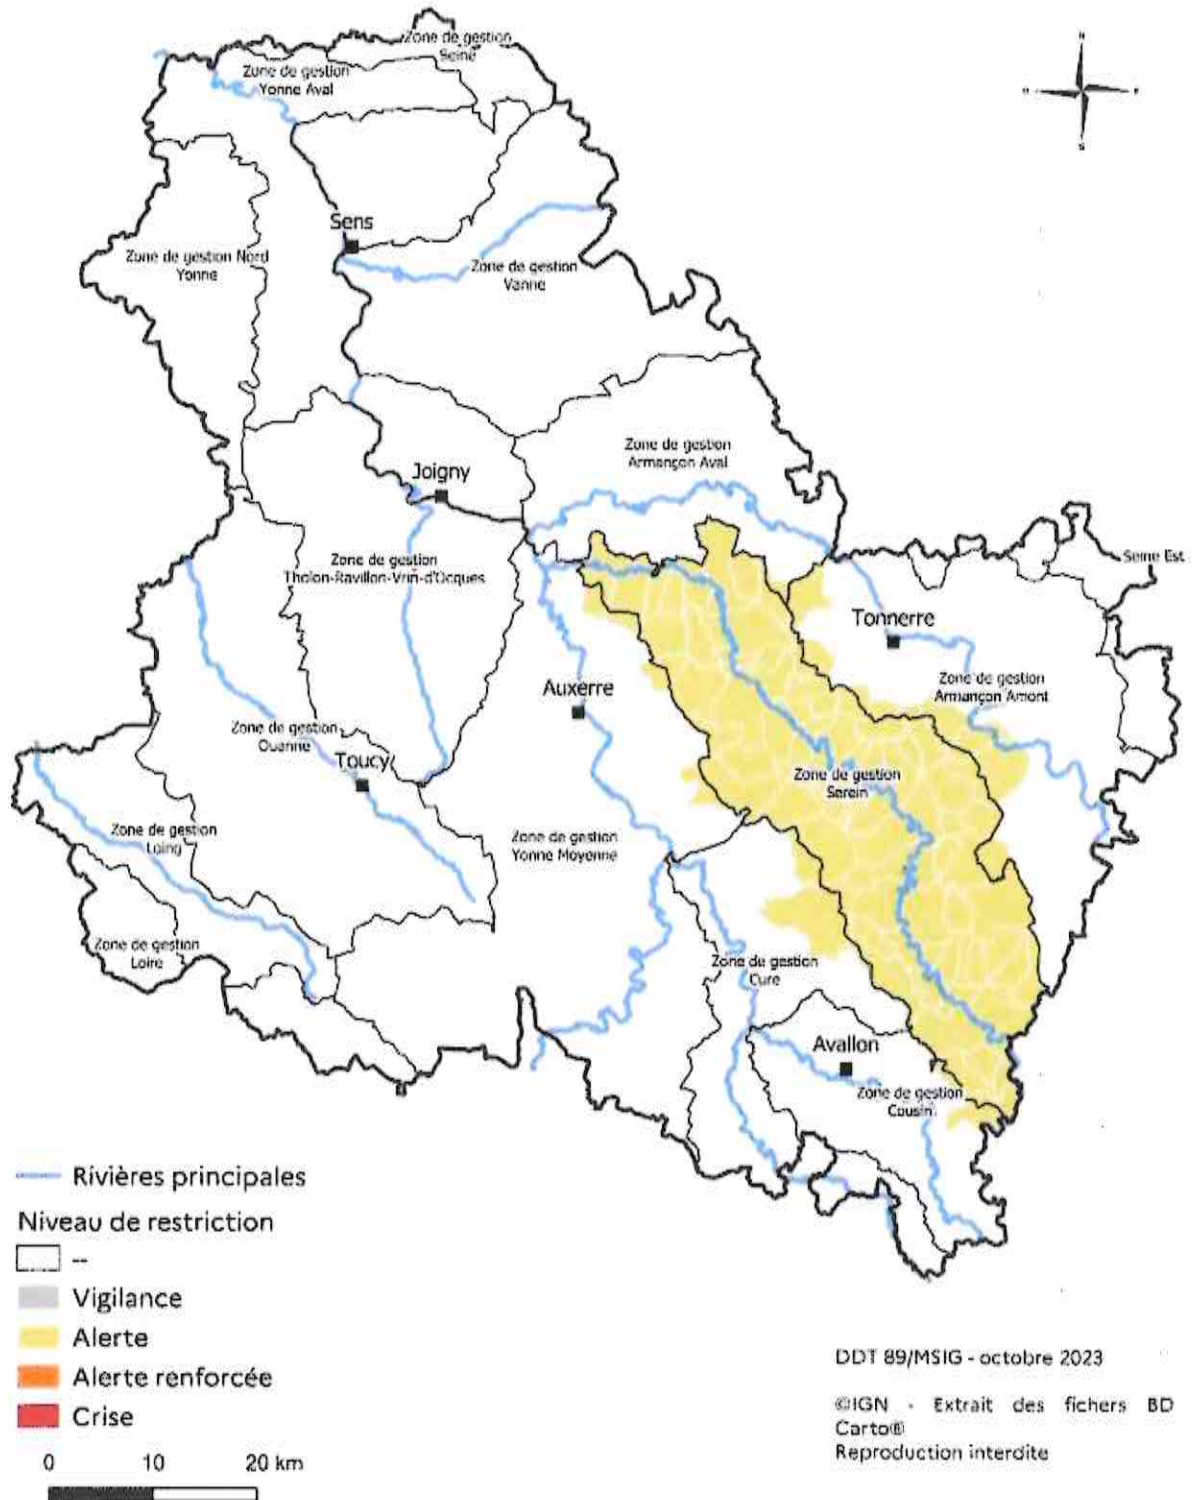 Zone de gestion
Seine
Zone de gestion
Yonne Aval
N
O
E
S
Sens
Zone de gestion Nord
Yonne
Zone de gestion
Vanne
Zone de gestion
Armançon Aval
Joigny
Zone de gestion
Tholon-Ravillon-Vrin-d'Ocques
Seine Est
Tonnerre
Zone de gestion
Armançon Amont
Auxerre
Zone de gestion
Ouanne
Toucy
Zone de gestion
Serein
Zone de gestion
Loing
Zone de gestion
Yonne Moyenne
Zone de gestion
Loire
Zone de gestion
Cure
Avallon
Zone de gestion
Cousin
Rivières principales
Niveau de restriction
--
Vigilance
Alerte
Alerte renforcée
Crise
0 10 20 km
DDT 89/MSIG - octobre 2023
©IGN - Extrait des fichers BD
Carto®
Reproduction interdite